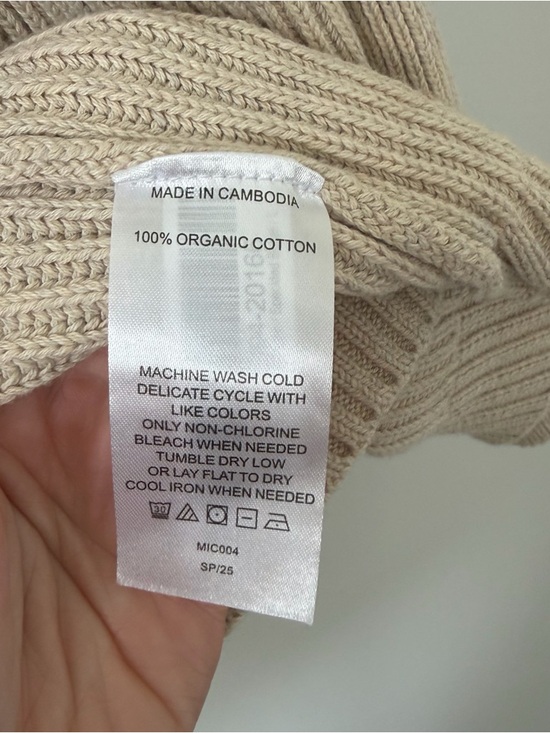 MADE IN CAMBODIA
100% ORGANIC COTTON
MACHINE WASH COLD
DELICATE CYCLE WITH
LIKE COLORS
ONLY NON-CHLORINE
BLEACH WHEN NEEDED
TUMBLE DRY LOW
OR LAY FLAT TO DRY
COOL IRON WHEN NEEDED
30
MIC004
SP/25